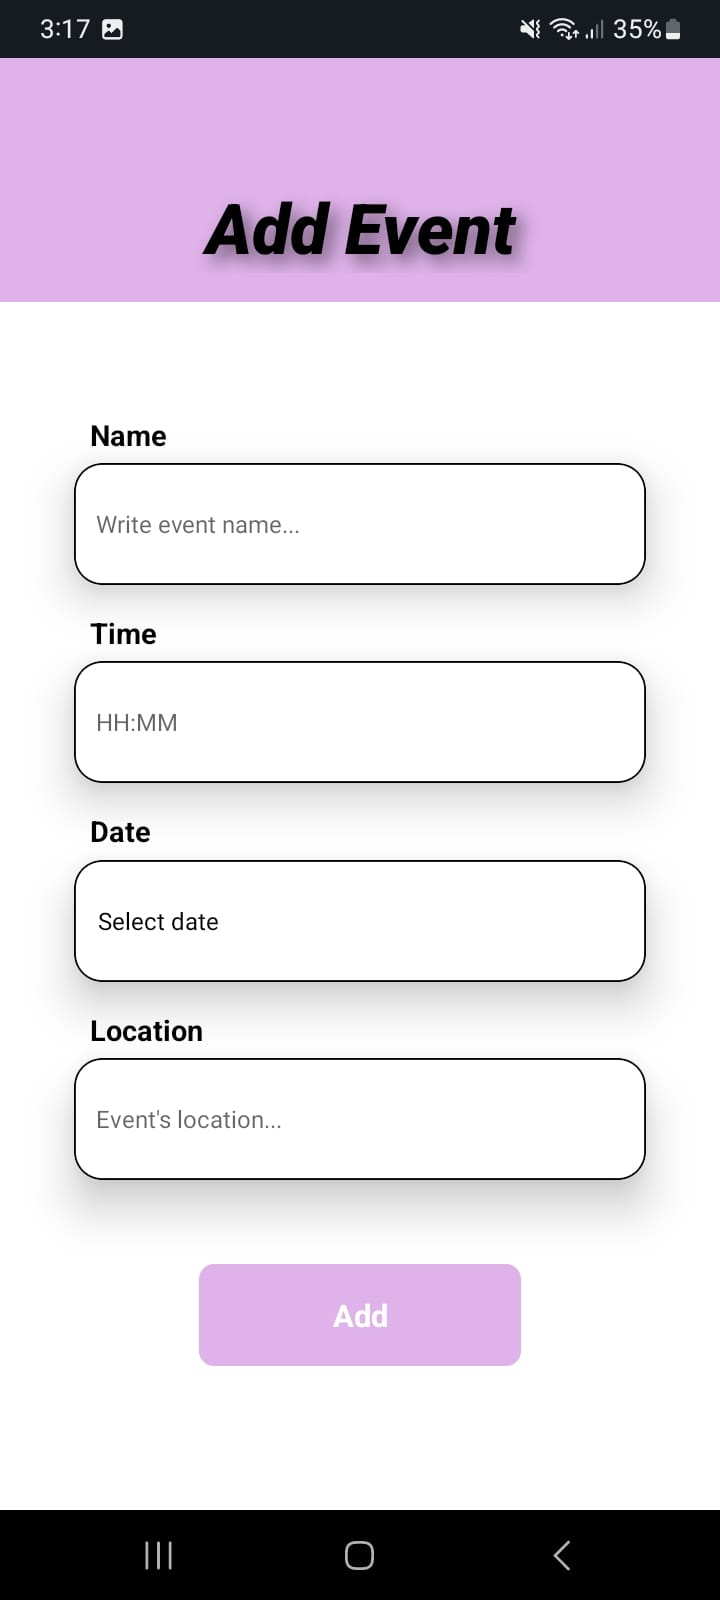 3:17 35%
Add Event
Name
Write event name...
Time
HH:MM
Date
Select date
Location
Event's location...
Add